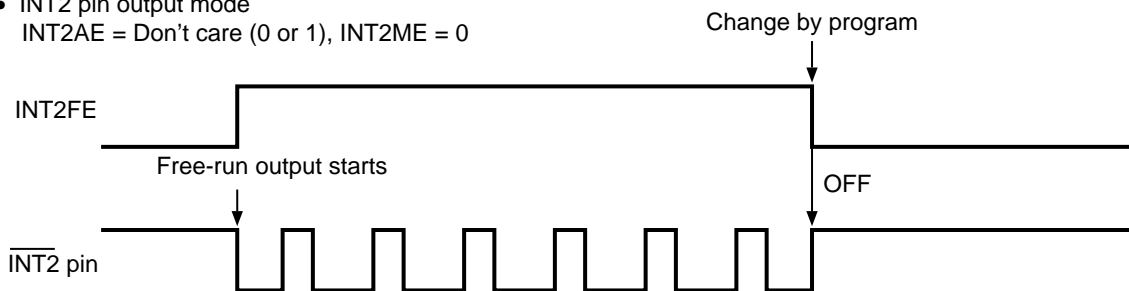 • INT2 pin output mode
INT2AE = Don't care (0 or 1), INT2ME = 0
Change by program
INT2FE
Free-run output starts
OFF
INT2 pin